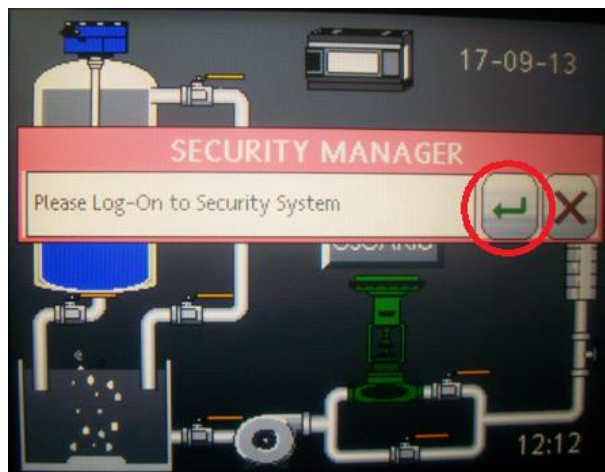 17-09-13
SECURITY MANAGER
Please Log-On to Security System
12:12